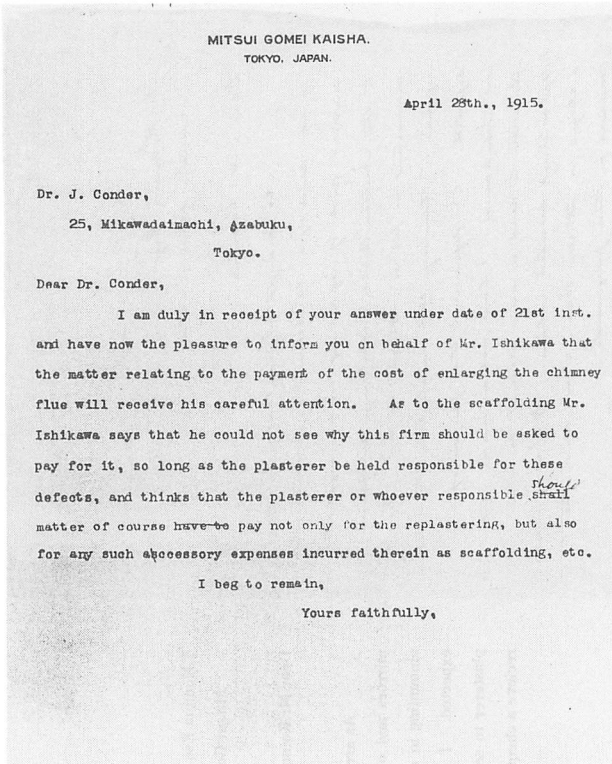 MITSUI GOMEI KAISHA.
TOKYO, JAPAN.
April 28th., 1915.
Dr. J. Conder,
25, Mikawadaimachi, Azabuku,
Tokyo.
Dear Dr. Conder,
I am duly in receipt of your answer under date of 21st inst.
and have now the pleasure to inform you on behalf of Mr. Ishikawa that
the matter relating to the payment of the cost of enlarging the chimney
flue will receive his careful attention. As to the scaffolding Mr.
Ishikawa says that he could not see why this firm should be asked to
pay for it, so long as the plasterer be held responsible for these
should
defects, and thinks that the plasterer or whoever responsible shall
matter of course have to pay not only for the replastering, but also
for any such accessory expenses incurred therein as scaffolding, etc.
I beg to remain,
Yours faithfully,